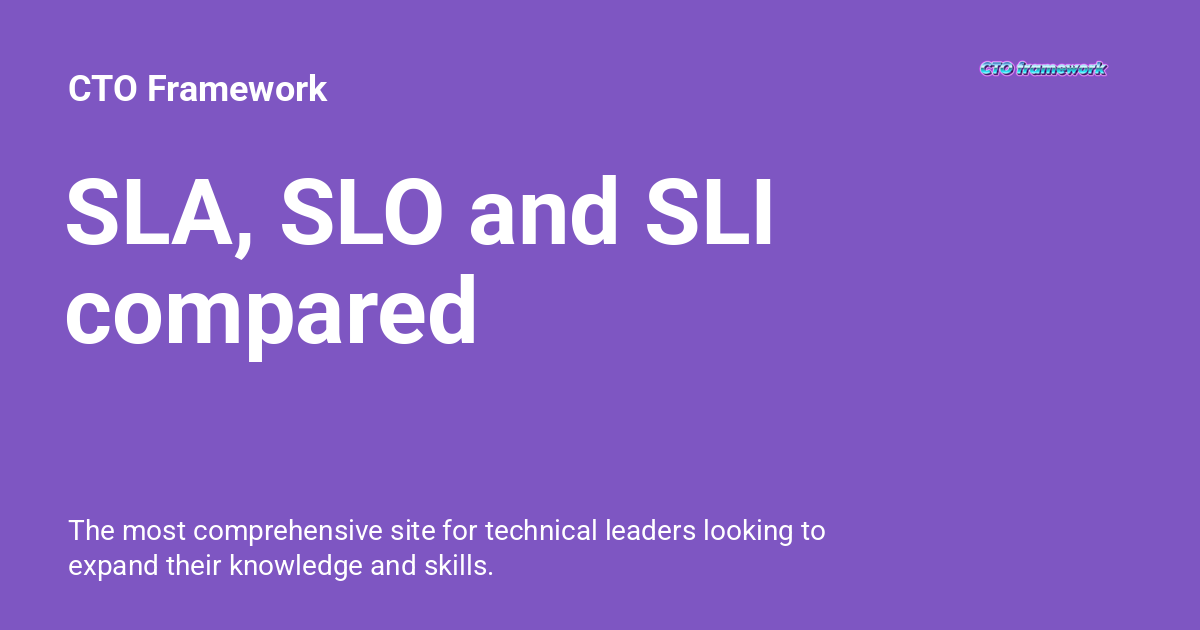 CTO Framework
CTO framework
SLA, SLO and SLI
compared
The most comprehensive site for technical leaders looking to
expand their knowledge and skills.